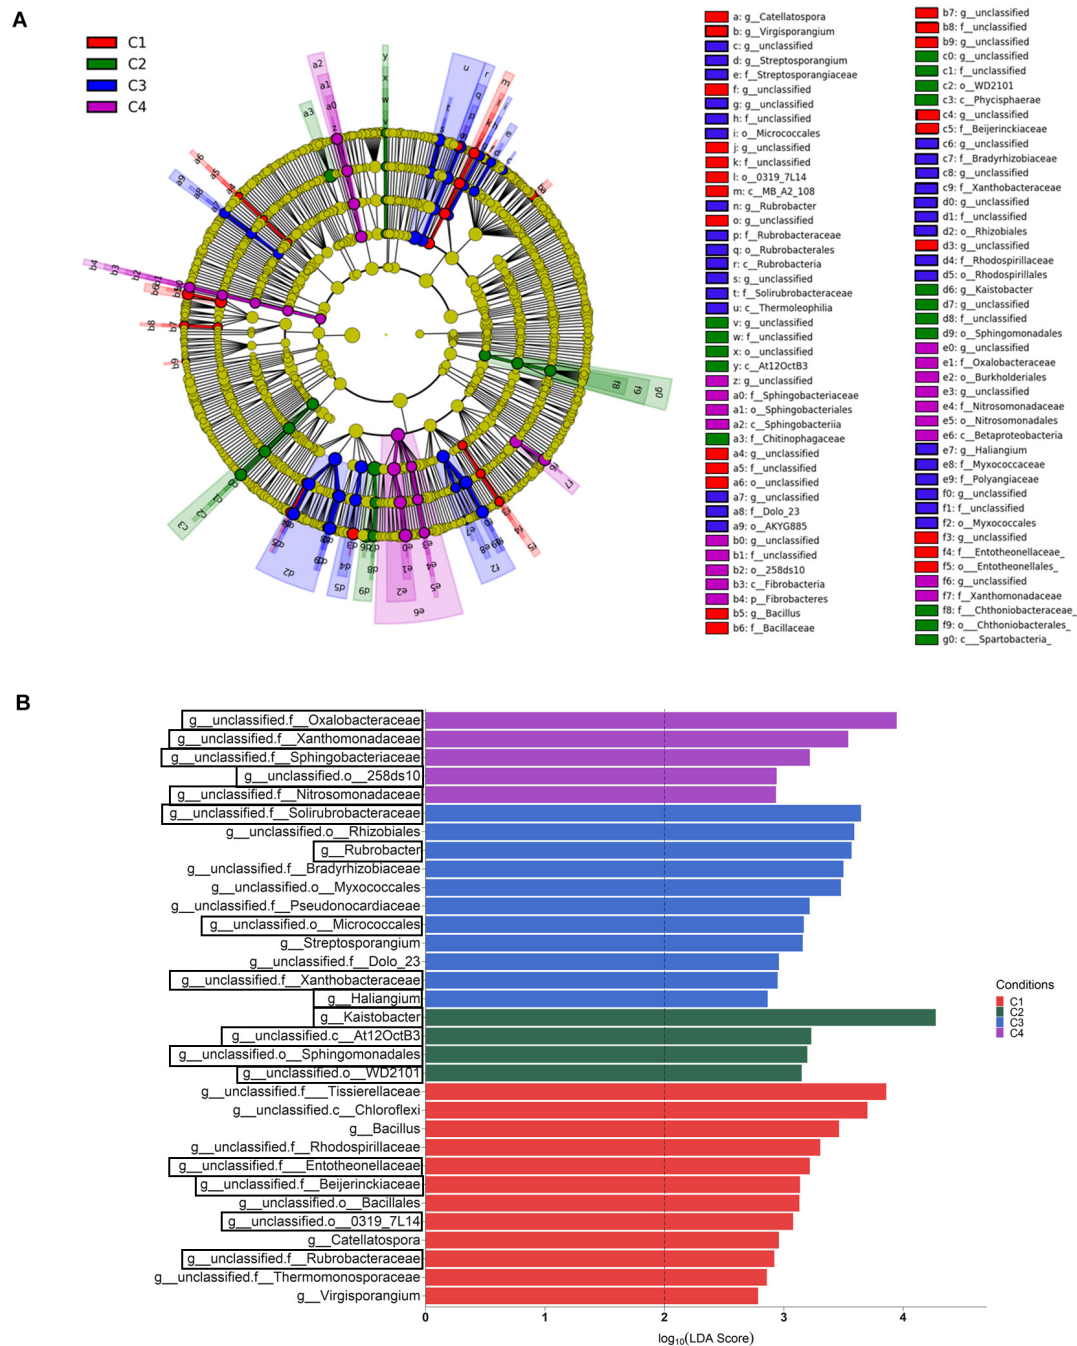 A
C1
C2
C3
C4
a: g__Catellatospora
b: g__Virgisporangium
c: g__unclassified
d: g__Streptosporangium
e: f__Streptosporangiaceae
f: g__unclassified
g: g__unclassified
h: f__unclassified
i: o__Micrococcales
j: g__unclassified
k: f__unclassified
l: o__0319_7L14
m: c__MB_A2_108
n: g__Rubrobacter
o: g__unclassified
p: f__Rubrobacteraceae
q: o__Rubrobacterales
r: c__Rubrobacteria
s: g__unclassified
t: f__Solirubrobacteraceae
u: c__Thermoleophilia
v: g__unclassified
w: f__unclassified
x: o__unclassified
y: c__At12OctB3
z: g__unclassified
a0: f__Sphingobacteriaceae
a1: o__Sphingobacteriales
a2: c__Sphingobacteriia
a3: f__Chitinophagaceae
a4: g__unclassified
a5: f__unclassified
a6: o__unclassified
a7: g__unclassified
a8: f__Dolo_23
a9: o__AKYG885
b0: g__unclassified
b1: f__unclassified
b2: o__258ds10
b3: c__Fibrobacteria
b4: p__Fibrobacteres
b5: g__Bacillus
b6: f__Bacillaceae
b7: g__unclassified
b8: f__unclassified
b9: g__unclassified
c0: g__unclassified
c1: f__unclassified
c2: o__WD2101
c3: c__Phycisphaerae
c4: g__unclassified
c5: f__Beijerinckiaceae
c6: g__unclassified
c7: f__Bradyrhizobiaceae
c8: g__unclassified
c9: f__Xanthobacteraceae
d0: g__unclassified
d1: f__unclassified
d2: o__Rhizobiales
d3: g__unclassified
d4: f__Rhodospirillaceae
d5: o__Rhodospirillales
d6: g__Kaistobacter
d7: g__unclassified
d8: f__unclassified
d9: o__Sphingomonadales
e0: g__unclassified
e1: f__Oxalobacteraceae
e2: o__Burkholderiales
e3: g__unclassified
e4: f__Nitrosomonadaceae
e5: o__Nitrosomonadales
e6: c__Betaproteobacteria
e7: g__Haliangium
e8: f__Myxococcaceae
e9: f__Polyangiaceae
f0: g__unclassified
f1: f__unclassified
f2: o__Myxococcales
f3: g__unclassified
f4: f___Entotheonellaceae_
f5: o___Entotheonellales_
f6: g__unclassified
f7: f__Xanthomonadaceae
f8: f___Chthoniobacteraceae_
f9: o___Chthoniobacterales_
g0: c___Spartobacteria_
B
g__unclassified.f__Oxalobacteraceae
g__unclassified.f__Xanthomonadaceae
g__unclassified.f__Sphingobacteriaceae
g__unclassified.o__258ds10
g__unclassified.f__Nitrosomonadaceae
g__unclassified.f__Solirubrobacteraceae
g__unclassified.o__Rhizobiales
g__Rubrobacter
g__unclassified.f__Bradyrhizobiaceae
g__unclassified.o__Myxococcales
g__unclassified.f__Pseudonocardiaceae
g__unclassified.o__Micrococcales
g__Streptosporangium
g__unclassified.f__Dolo_23
g__unclassified.f__Xanthobacteraceae
g__Haliangium
g__Kaistobacter
g__unclassified.c__At12OctB3
g__unclassified.o__Sphingomonadales
g__unclassified.o__WD2101
g__unclassified.f___Tissierellaceae
g__unclassified.c__Chloroflexi
g__Bacillus
g__unclassified.f__Rhodospirillaceae
g__unclassified.f___Entotheonellaceae
g__unclassified.f__Beijerinckiaceae
g__unclassified.o__Bacillales
g__unclassified.o__0319_7L14
g__Catellatospora
g__unclassified.f__Rubrobacteraceae
g__unclassified.f__Thermomonosporaceae
g__Virgisporangium
0 1 2 3 4
log10(LDA Score)
Conditions
C1
C2
C3
C4